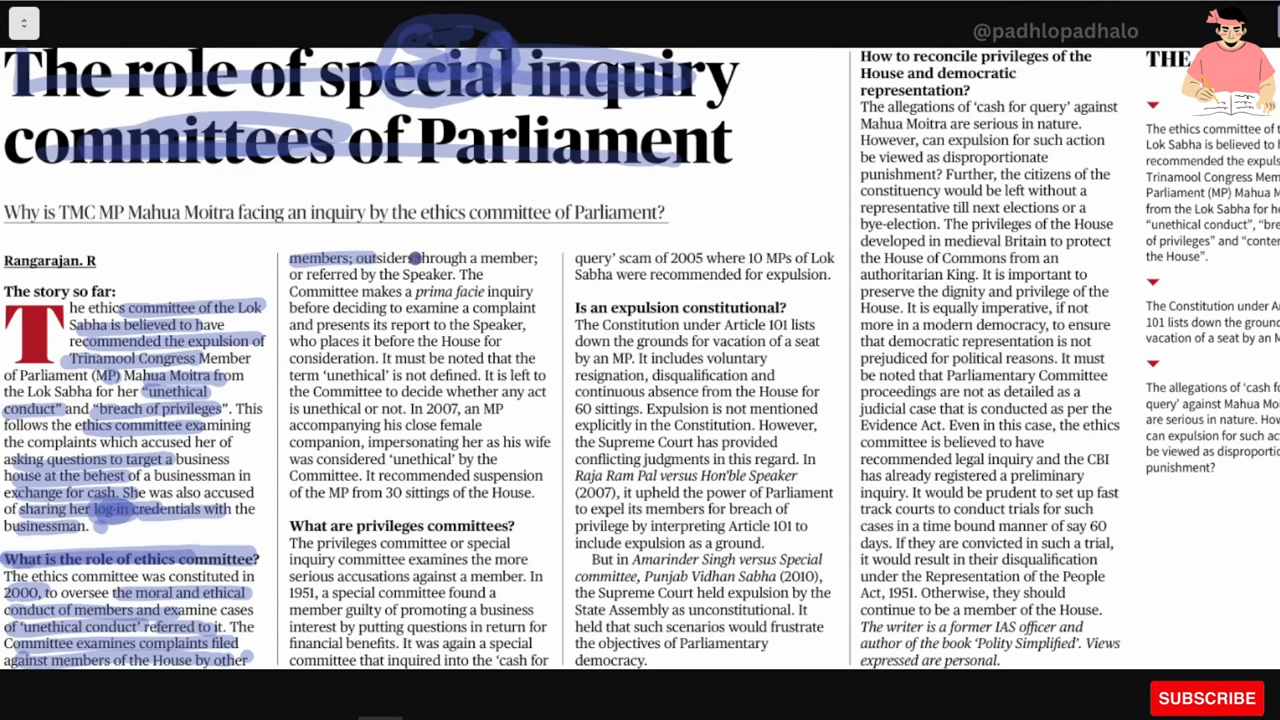 @padhlopadhalo
The role of special inquiry
committees of Parliament
Why is TMC MP Mahua Moitra facing an inquiry by the ethics committee of Parliament?
Rangarajan. R
The story so far:
The ethics committee of the Lok
Sabha is believed to have
recommended the expulsion of
Trinamool Congress Member
of Parliament (MP) Mahua Moitra from
the Lok Sabha for her “unethical
conduct” and “breach of privileges”. This
follows the ethics committee examining
the complaints which accused her of
asking questions to target a business
house at the behest of a businessman in
exchange for cash. She was also accused
of sharing her log-in credentials with the
businessman.
What is the role of ethics committee?
The ethics committee was constituted in
2000, to oversee the moral and ethical
conduct of members and examine cases
of ‘unethical conduct’ referred to it. The
Committee examines complaints filed
against members of the House by other
members; outsiders through a member;
or referred by the Speaker. The
Committee makes a prima facie inquiry
before deciding to examine a complaint
and presents its report to the Speaker,
who places it before the House for
consideration. It must be noted that the
term ‘unethical’ is not defined. It is left to
the Committee to decide whether any act
is unethical or not. In 2007, an MP
accompanying his close female
companion, impersonating her as his wife
was considered ‘unethical’ by the
Committee. It recommended suspension
of the MP from 30 sittings of the House.
What are privileges committees?
The privileges committee or special
inquiry committee examines the more
serious accusations against a member. In
1951, a special committee found a
member guilty of promoting a business
interest by putting questions in return for
financial benefits. It was again a special
committee that inquired into the ‘cash for
query’ scam of 2005 where 10 MPs of Lok
Sabha were recommended for expulsion.
Is an expulsion constitutional?
The Constitution under Article 101 lists
down the grounds for vacation of a seat
by an MP. It includes voluntary
resignation, disqualification and
continuous absence from the House for
60 sittings. Expulsion is not mentioned
explicitly in the Constitution. However,
the Supreme Court has provided
conflicting judgments in this regard. In
Raja Ram Pal versus Hon’ble Speaker
(2007), it upheld the power of Parliament
to expel its members for breach of
privilege by interpreting Article 101 to
include expulsion as a ground.
But in Amarinder Singh versus Special
committee, Punjab Vidhan Sabha (2010),
the Supreme Court held expulsion by the
State Assembly as unconstitutional. It
held that such scenarios would frustrate
the objectives of Parliamentary
democracy.
How to reconcile privileges of the
House and democratic
representation?
The allegations of ‘cash for query’ against
Mahua Moitra are serious in nature.
However, can expulsion for such action
be viewed as disproportionate
punishment? Further, the citizens of the
constituency would be left without a
representative till next elections or a
bye-election. The privileges of the House
developed in medieval Britain to protect
the House of Commons from an
authoritarian King. It is important to
preserve the dignity and privilege of the
House. It is equally imperative, if not
more in a modern democracy, to ensure
that democratic representation is not
prejudiced for political reasons. It must
be noted that Parliamentary Committee
proceedings are not as detailed as a
judicial case that is conducted as per the
Evidence Act. Even in this case, the ethics
committee is believed to have
recommended legal inquiry and the CBI
has already registered a preliminary
inquiry. It would be prudent to set up fast
track courts to conduct trials for such
cases in a time bound manner of say 60
days. If they are convicted in such a trial,
it would result in their disqualification
under the Representation of the People
Act, 1951. Otherwise, they should
continue to be a member of the House.
The writer is a former IAS officer and
author of the book ‘Polity Simplified’. Views
expressed are personal.
THE
The ethics committee of
Lok Sabha is believed to
recommended the
Trinamool Congress
Parliament (MP) Mahua
from the Lok Sabha for
“unethical conduct”,
of privileges” and
the House”.
The Constitution under
101 lists down the
vacation of a seat by an
The allegations of ‘cash
query’ against Mahua
are serious in nature.
can expulsion for such
be viewed as
punishment?
SUBSCRIBE